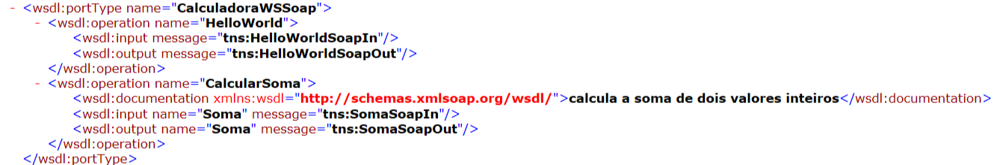 - <wsdl:portType name="CalculadoraWSSoap">
- <wsdl:operation name="HelloWorld">
<wsdl:input message="tns:HelloWorldSoapIn"/>
<wsdl:output message="tns:HelloWorldSoapOut"/>
</wsdl:operation>
- <wsdl:operation name="CalcularSoma">
<wsdl:documentation xmlns:wsdl="http://schemas.xmlsoap.org/wsdl/">calcula a soma de dois valores inteiros</wsdl:documentation>
<wsdl:input name="Soma" message="tns:SomaSoapIn"/>
<wsdl:output name="Soma" message="tns:SomaSoapOut"/>
</wsdl:operation>
</wsdl:portType>